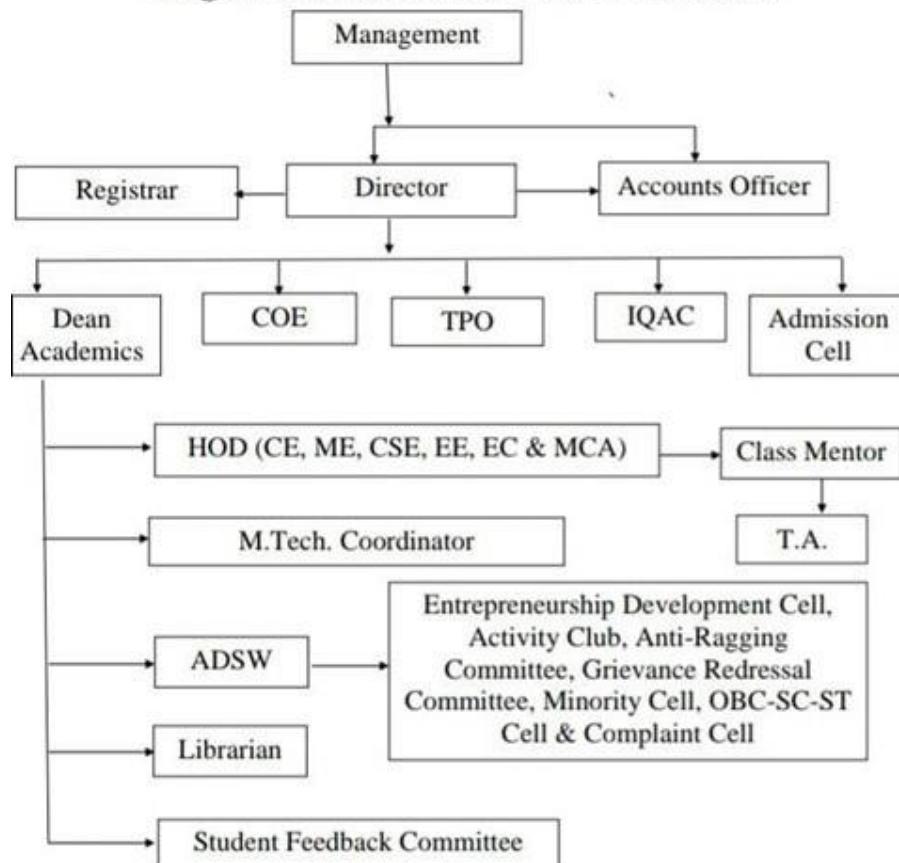 Management
Registrar
Director
Accounts Officer
Dean
Academics
COE
TPO
IQAC
Admission
Cell
HOD (CE, ME, CSE, EE, EC & MCA)
Class Mentor
M.Tech. Coordinator
T.A.
Entrepreneurship Development Cell,
Activity Club, Anti-Ragging
Committee, Grievance Redressal
Committee, Minority Cell, OBC-SC-ST
Cell & Complaint Cell
ADSW
Librarian
Student Feedback Committee